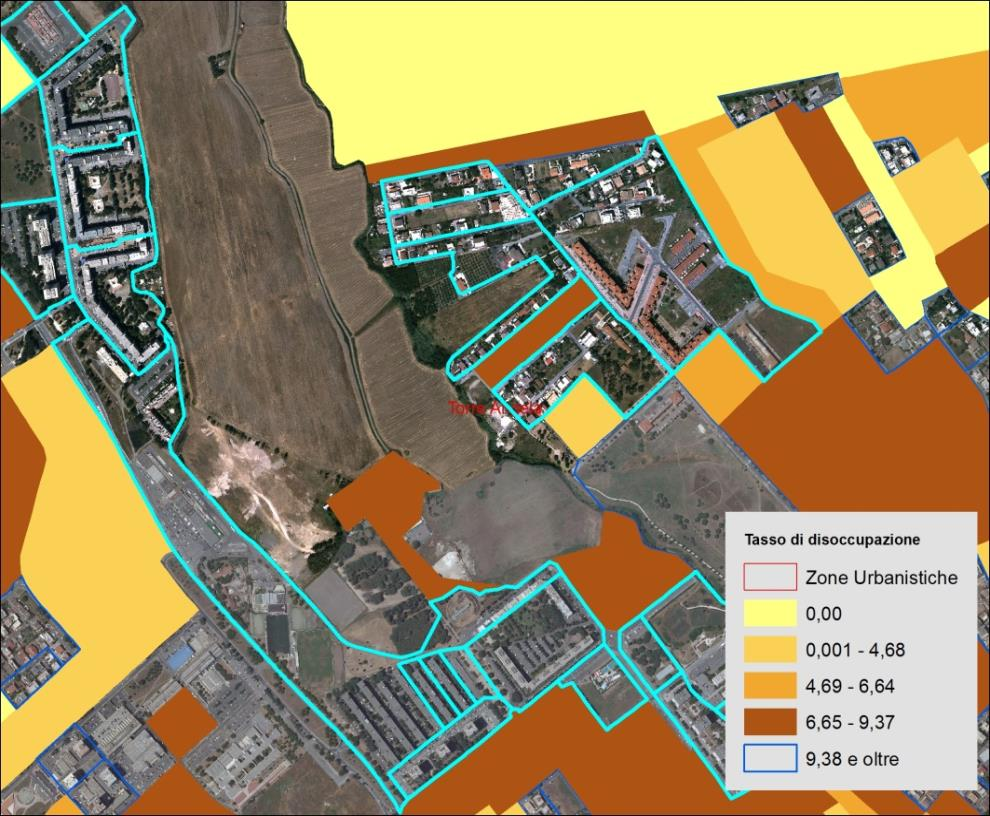 Torre
Tasso di disoccupazione
Zone Urbanistiche
0,00
0,001 - 4,68
4,69 - 6,64
6,65 - 9,37
9,38 e oltre